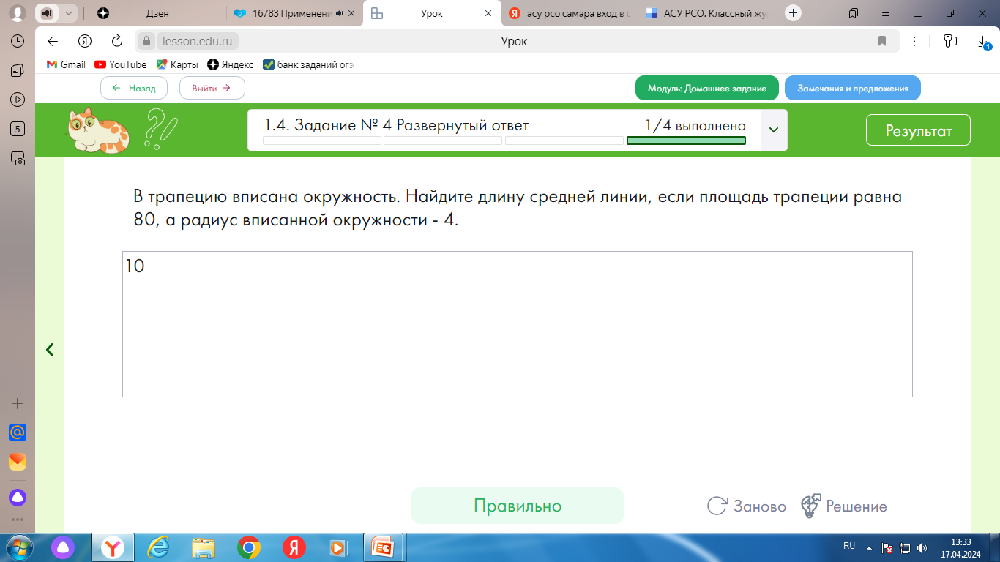 Дзен
16783 Применени
Урок
асу рсо самара вход в с
АСУ РСО. Классный жу
lesson.edu.ru
Урок
1
Gmail
YouTube
Карты
Яндекс
банк заданий огэ
Назад
Выйти
Модуль: Домашнее задание
Замечания и предложения
5
1.4. Задание № 4 Развернутый ответ
1/4 выполнено
Результат
В трапецию вписана окружность. Найдите длину средней линии, если площадь трапеции равна
80, а радиус вписанной окружности - 4.
10
Правильно
Заново
Решение
RU
13:33
17.04.2024